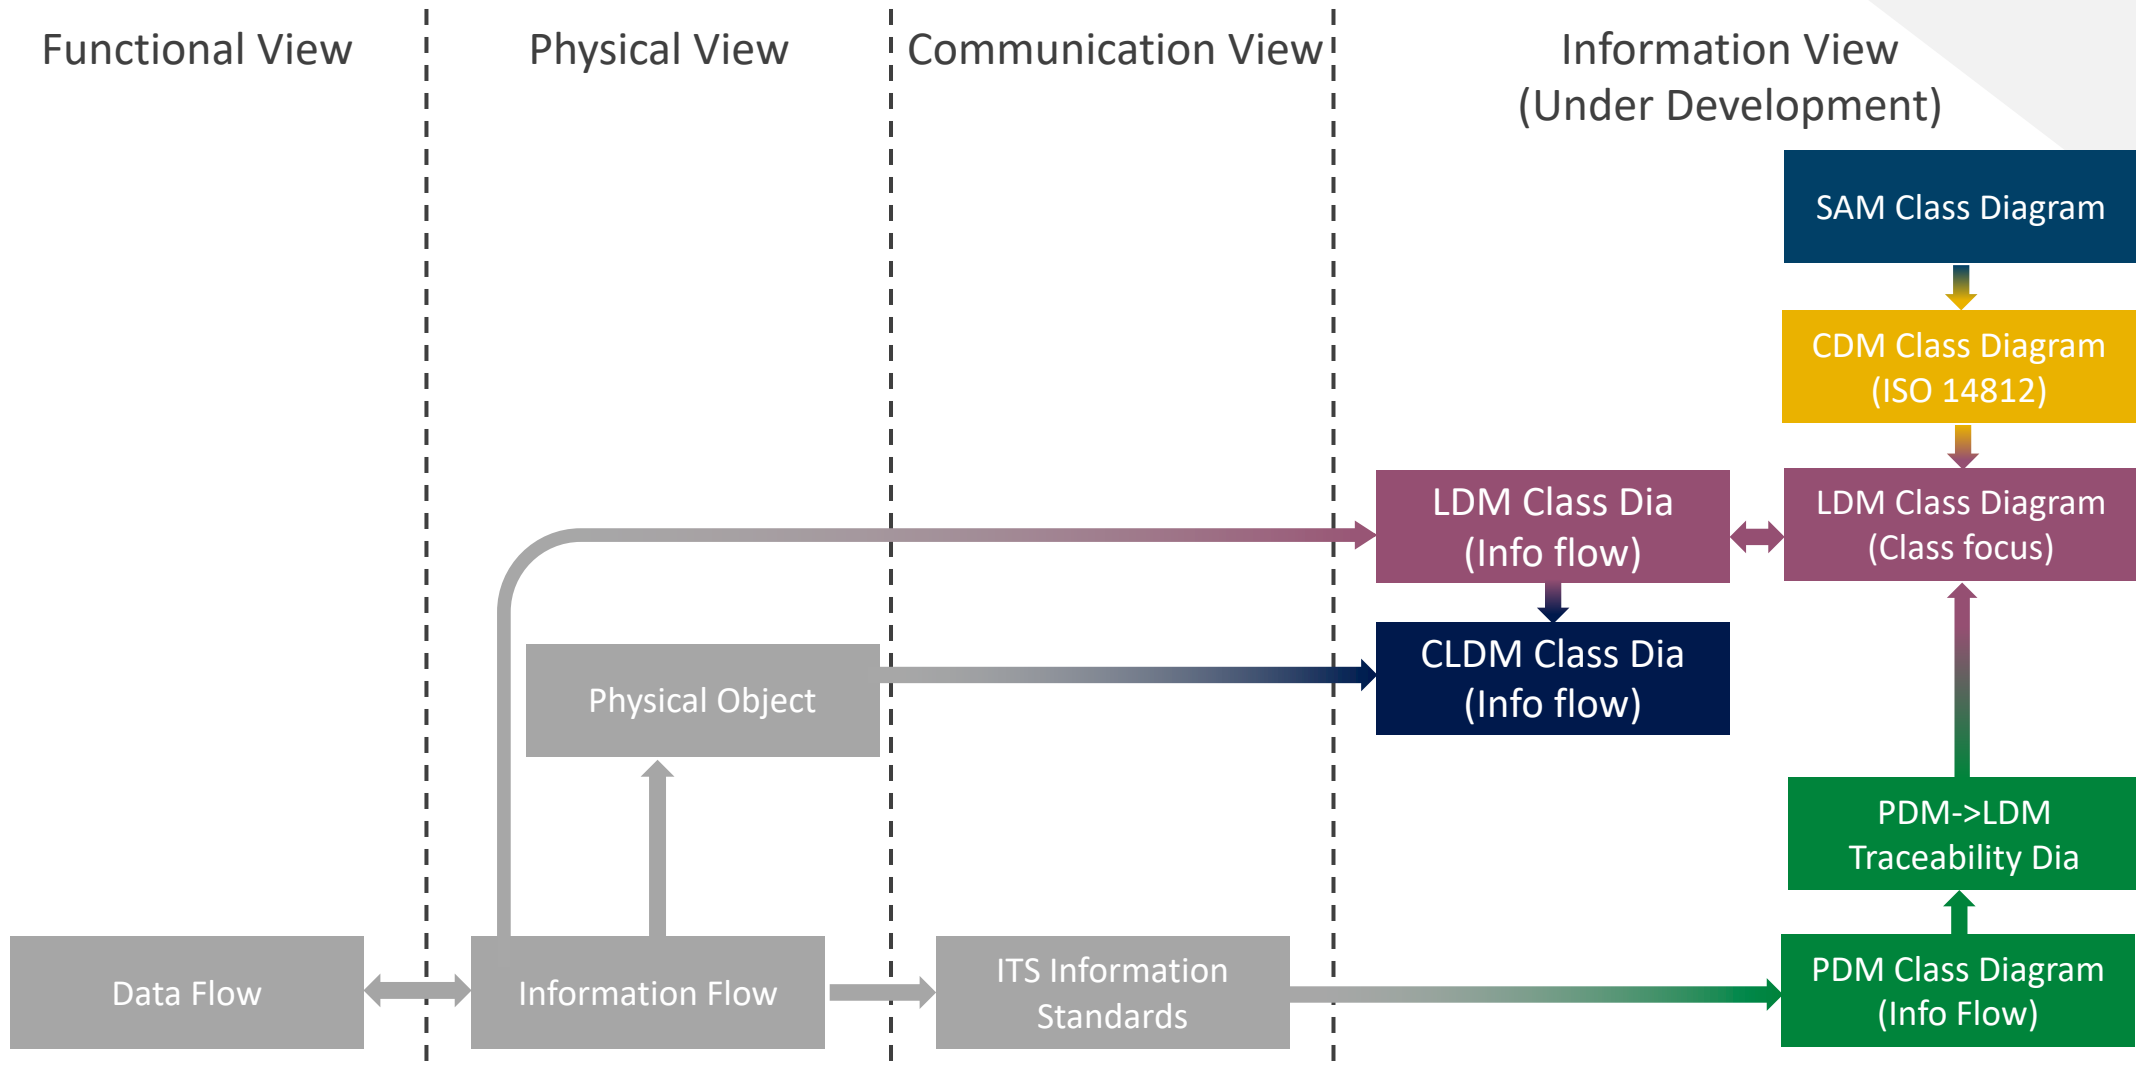 Functional View
Physical View
Communication View
Information View
(Under Development)
SAM Class Diagram
CDM Class Diagram
(ISO 14812)
LDM Class Dia
(Info flow)
LDM Class Diagram
(Class focus)
CLDM Class Dia
(Info flow)
Physical Object
PDM->LDM
Traceability Dia
Data Flow
Information Flow
ITS Information
Standards
PDM Class Diagram
(Info Flow)